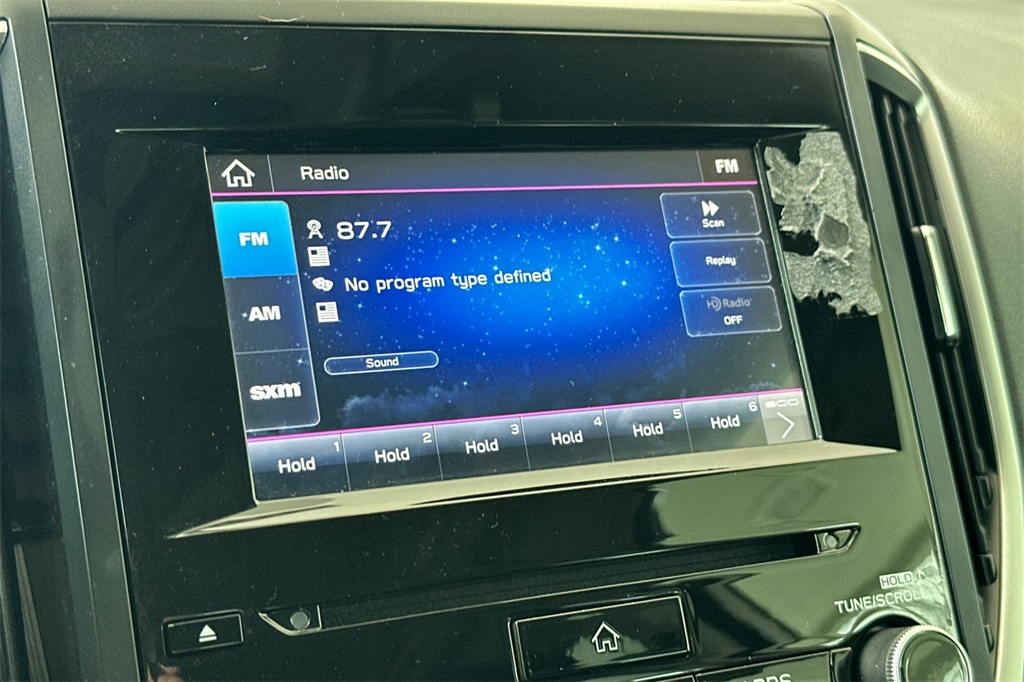 Radio
FM
FM
87.7
Scan
Replay
No program type defined
HD Radio
OFF
AM
Sound
sxm
Hold 1
Hold 2
Hold 3
Hold 4
Hold 5
Hold 6
HOLD
TUNE/SCROLL